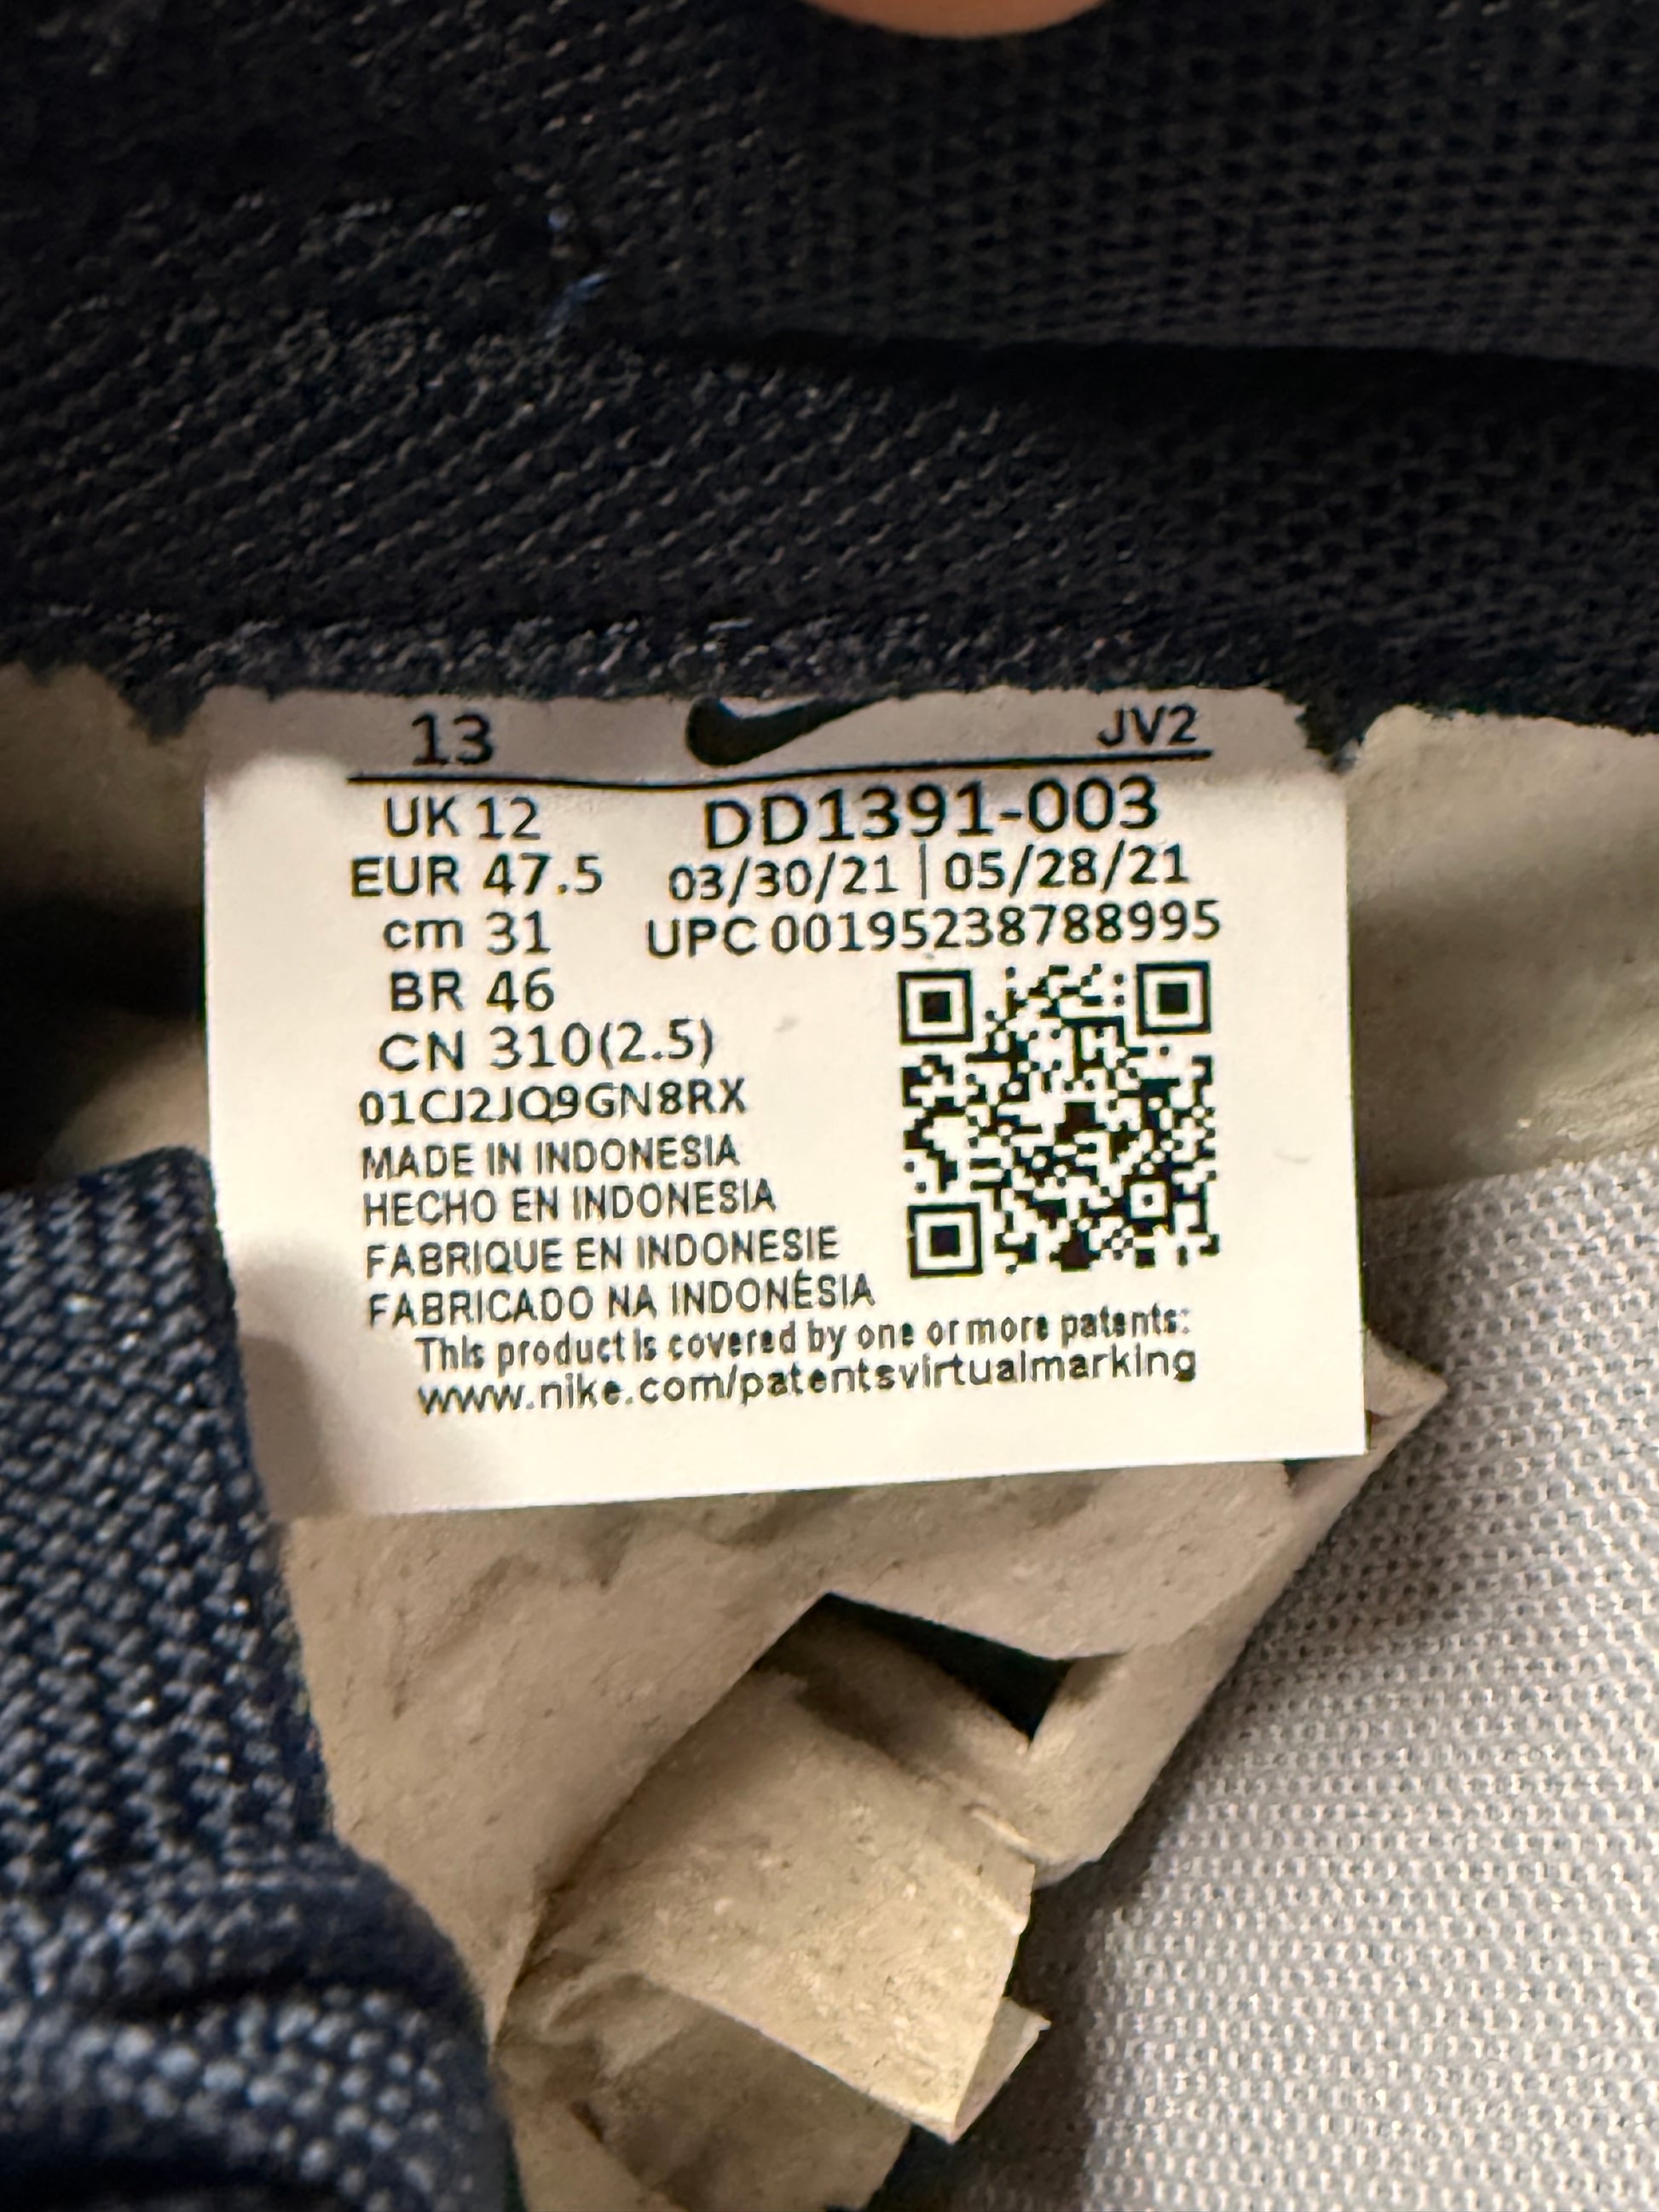 13 JV2
UK 12 DD1391-003
EUR 47.5 03/30/21 | 05/28/21
cm 31 UPC 00195238788995
BR 46
CN 310(2.5)
01CJ2JQ9GN8RX
MADE IN INDONESIA
HECHO EN INDONESIA
FABRIQUE EN INDONESIE
FABRICADO NA INDONÉSIA
This product is covered by one or more patents:
www.nike.com/patentsvirtualmarking